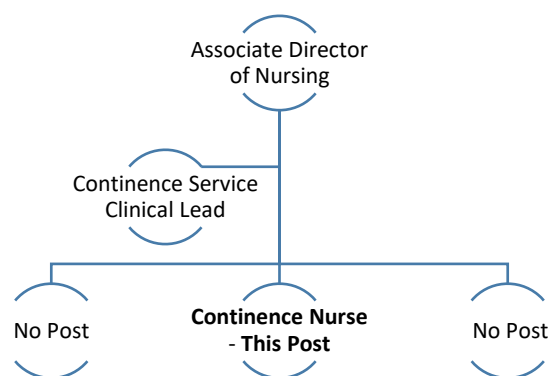 Associate Director
of Nursing
Continence Service
Clinical Lead
No Post
Continence Nurse
- This Post
No Post